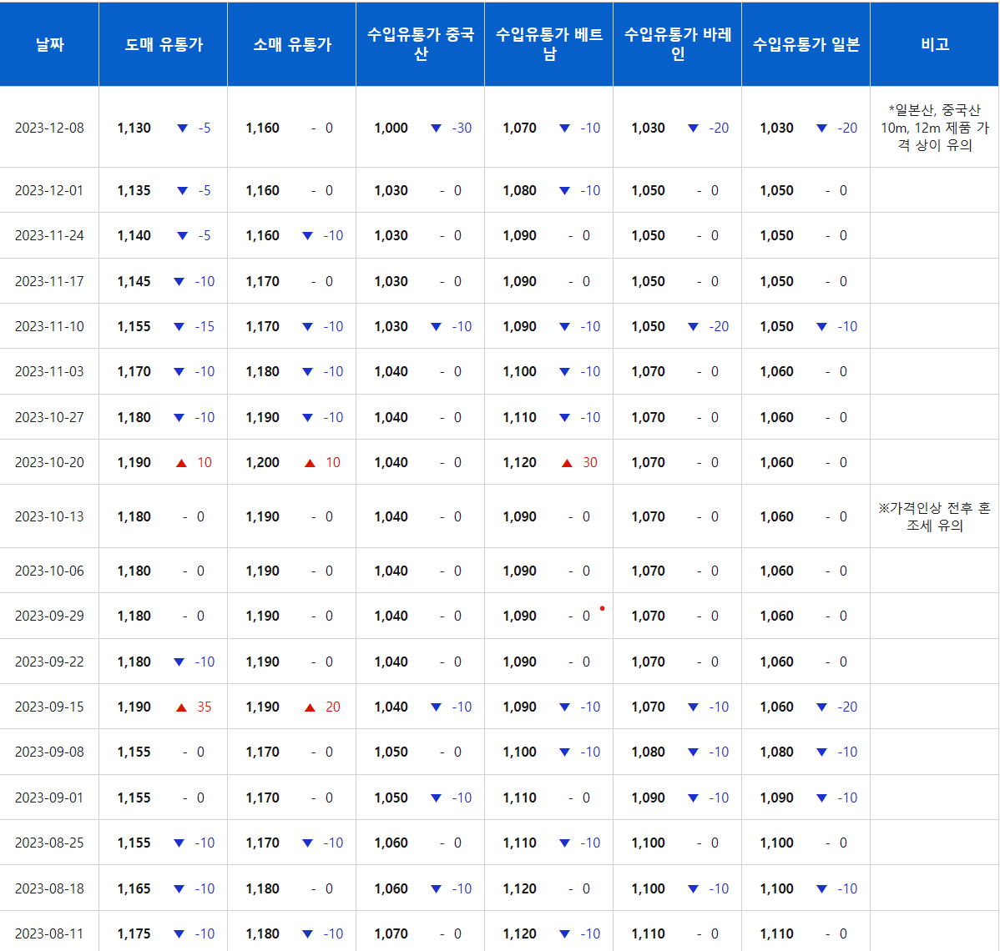 날짜 도매 유통가 소매 유통가 수입유통가 중국산 수입유통가 베트남 수입유통가 바레인 수입유통가 일본 비고
2023-12-08 1,130 ▼ -5 1,160 - 0 1,000 ▼ -30 1,070 ▼ -10 1,030 ▼ -20 1,030 ▼ -20 *일본산, 중국산 10m, 12m 제품 가격 상이 유의
2023-12-01 1,135 ▼ -5 1,160 - 0 1,030 - 0 1,080 ▼ -10 1,050 - 0 1,050 - 0
2023-11-24 1,140 ▼ -5 1,160 ▼ -10 1,030 - 0 1,090 - 0 1,050 - 0 1,050 - 0
2023-11-17 1,145 ▼ -10 1,170 - 0 1,030 - 0 1,090 - 0 1,050 - 0 1,050 - 0
2023-11-10 1,155 ▼ -15 1,170 ▼ -10 1,030 ▼ -10 1,090 ▼ -10 1,050 ▼ -20 1,050 ▼ -10
2023-11-03 1,170 ▼ -10 1,180 ▼ -10 1,040 - 0 1,100 ▼ -10 1,070 - 0 1,060 - 0
2023-10-27 1,180 ▼ -10 1,190 ▼ -10 1,040 - 0 1,110 ▼ -10 1,070 - 0 1,060 - 0
2023-10-20 1,190 ▲ 10 1,200 ▲ 10 1,040 - 0 1,120 ▲ 30 1,070 - 0 1,060 - 0
2023-10-13 1,180 - 0 1,190 - 0 1,040 - 0 1,090 - 0 1,070 - 0 1,060 - 0 ※가격인상 전후 혼조세 유의
2023-10-06 1,180 - 0 1,190 - 0 1,040 - 0 1,090 - 0 1,070 - 0 1,060 - 0
2023-09-29 1,180 - 0 1,190 - 0 1,040 - 0 1,090 - 0 1,070 - 0 1,060 - 0
2023-09-22 1,180 ▼ -10 1,190 - 0 1,040 - 0 1,090 - 0 1,070 - 0 1,060 - 0
2023-09-15 1,190 ▲ 35 1,190 ▲ 20 1,040 ▼ -10 1,090 ▼ -10 1,070 ▼ -10 1,060 ▼ -20
2023-09-08 1,155 - 0 1,170 - 0 1,050 - 0 1,100 ▼ -10 1,080 ▼ -10 1,080 ▼ -10
2023-09-01 1,155 - 0 1,170 - 0 1,050 ▼ -10 1,110 - 0 1,090 ▼ -10 1,090 ▼ -10
2023-08-25 1,155 ▼ -10 1,170 ▼ -10 1,060 - 0 1,110 ▼ -10 1,100 - 0 1,100 - 0
2023-08-18 1,165 ▼ -10 1,180 - 0 1,060 ▼ -10 1,120 - 0 1,100 ▼ -10 1,100 ▼ -10
2023-08-11 1,175 ▼ -10 1,180 ▼ -10 1,070 - 0 1,120 ▼ -10 1,110 - 0 1,110 - 0